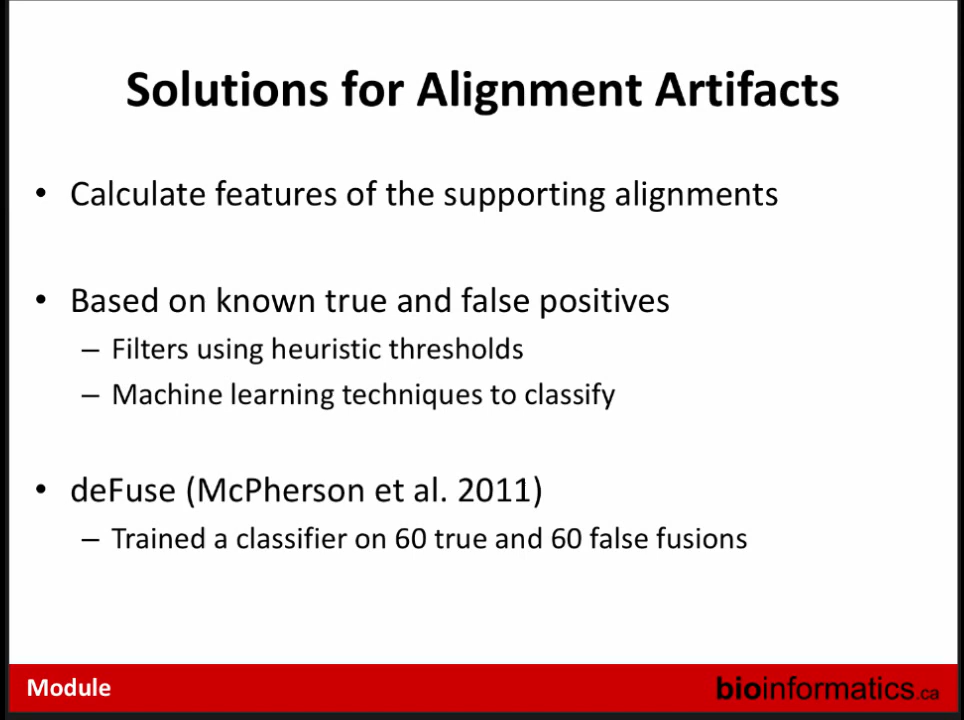 Solutions for Alignment Artifacts
• Calculate features of the supporting alignments
• Based on known true and false positives
– Filters using heuristic thresholds
– Machine learning techniques to classify
• deFuse (McPherson et al. 2011)
– Trained a classifier on 60 true and 60 false fusions
Module
bioinformatics.ca